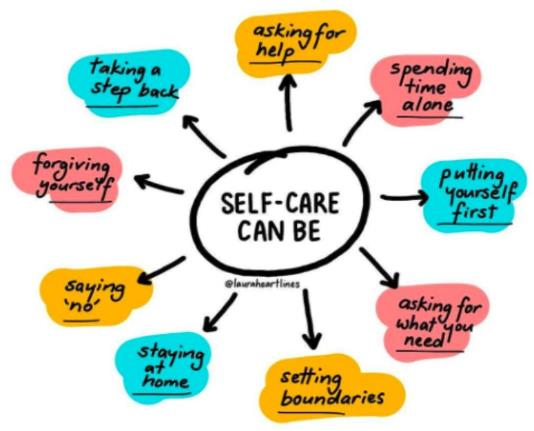 SELF-CARE
CAN BE
@lauraheartlines
asking for
help
spending
time
alone
putting
yourself
first
asking for
what you
need
setting
boundaries
staying
at
home
saying
'no'
forgiving
yourself
taking a
step back